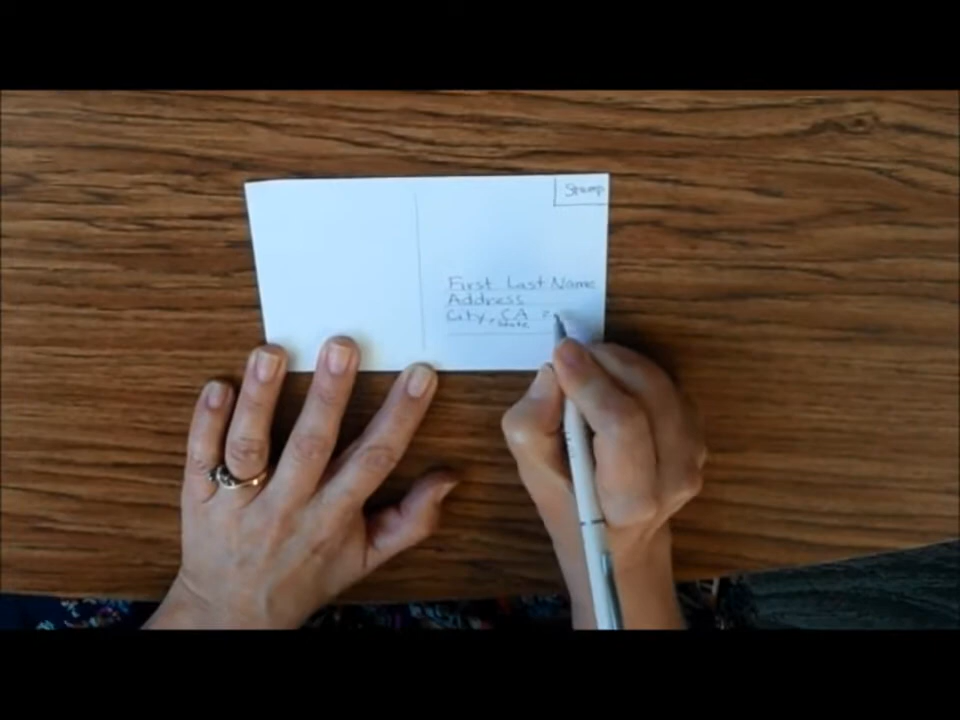 Stamp
First Last Name
Address
City, CA
State